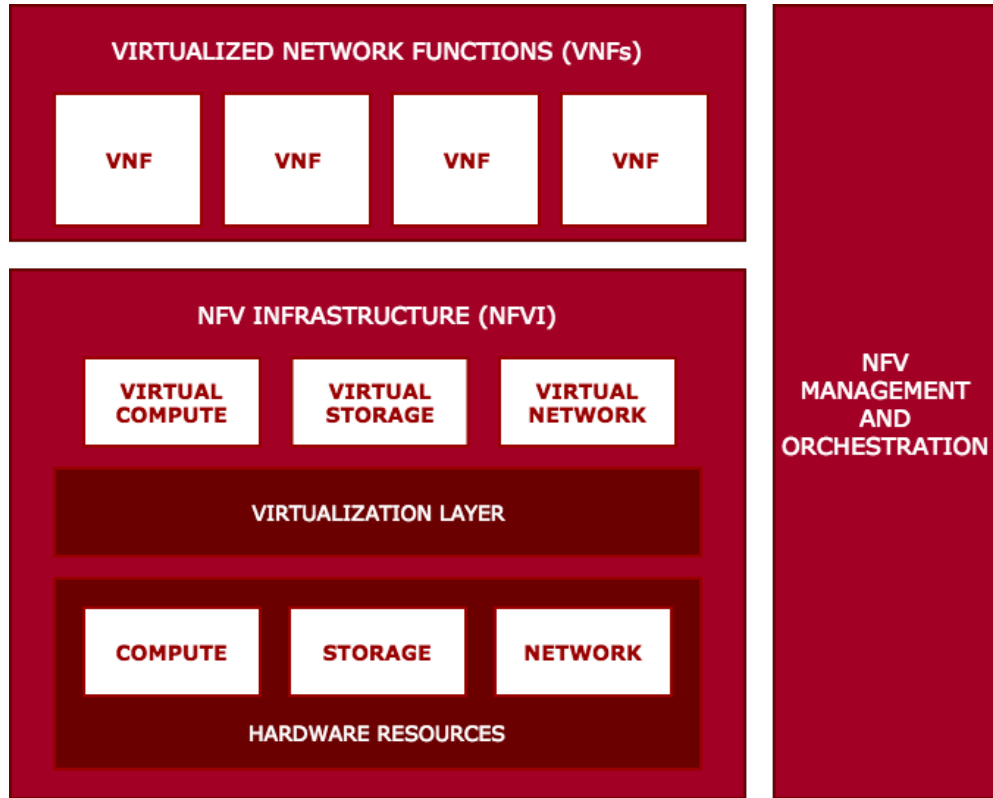 VIRTUALIZED NETWORK FUNCTIONS (VNFs)
VNF
VNF
VNF
VNF
NFV INFRASTRUCTURE (NFVI)
VIRTUAL
COMPUTE
VIRTUAL
STORAGE
VIRTUAL
NETWORK
VIRTUALIZATION LAYER
COMPUTE
STORAGE
NETWORK
HARDWARE RESOURCES
NFV
MANAGEMENT
AND
ORCHESTRATION